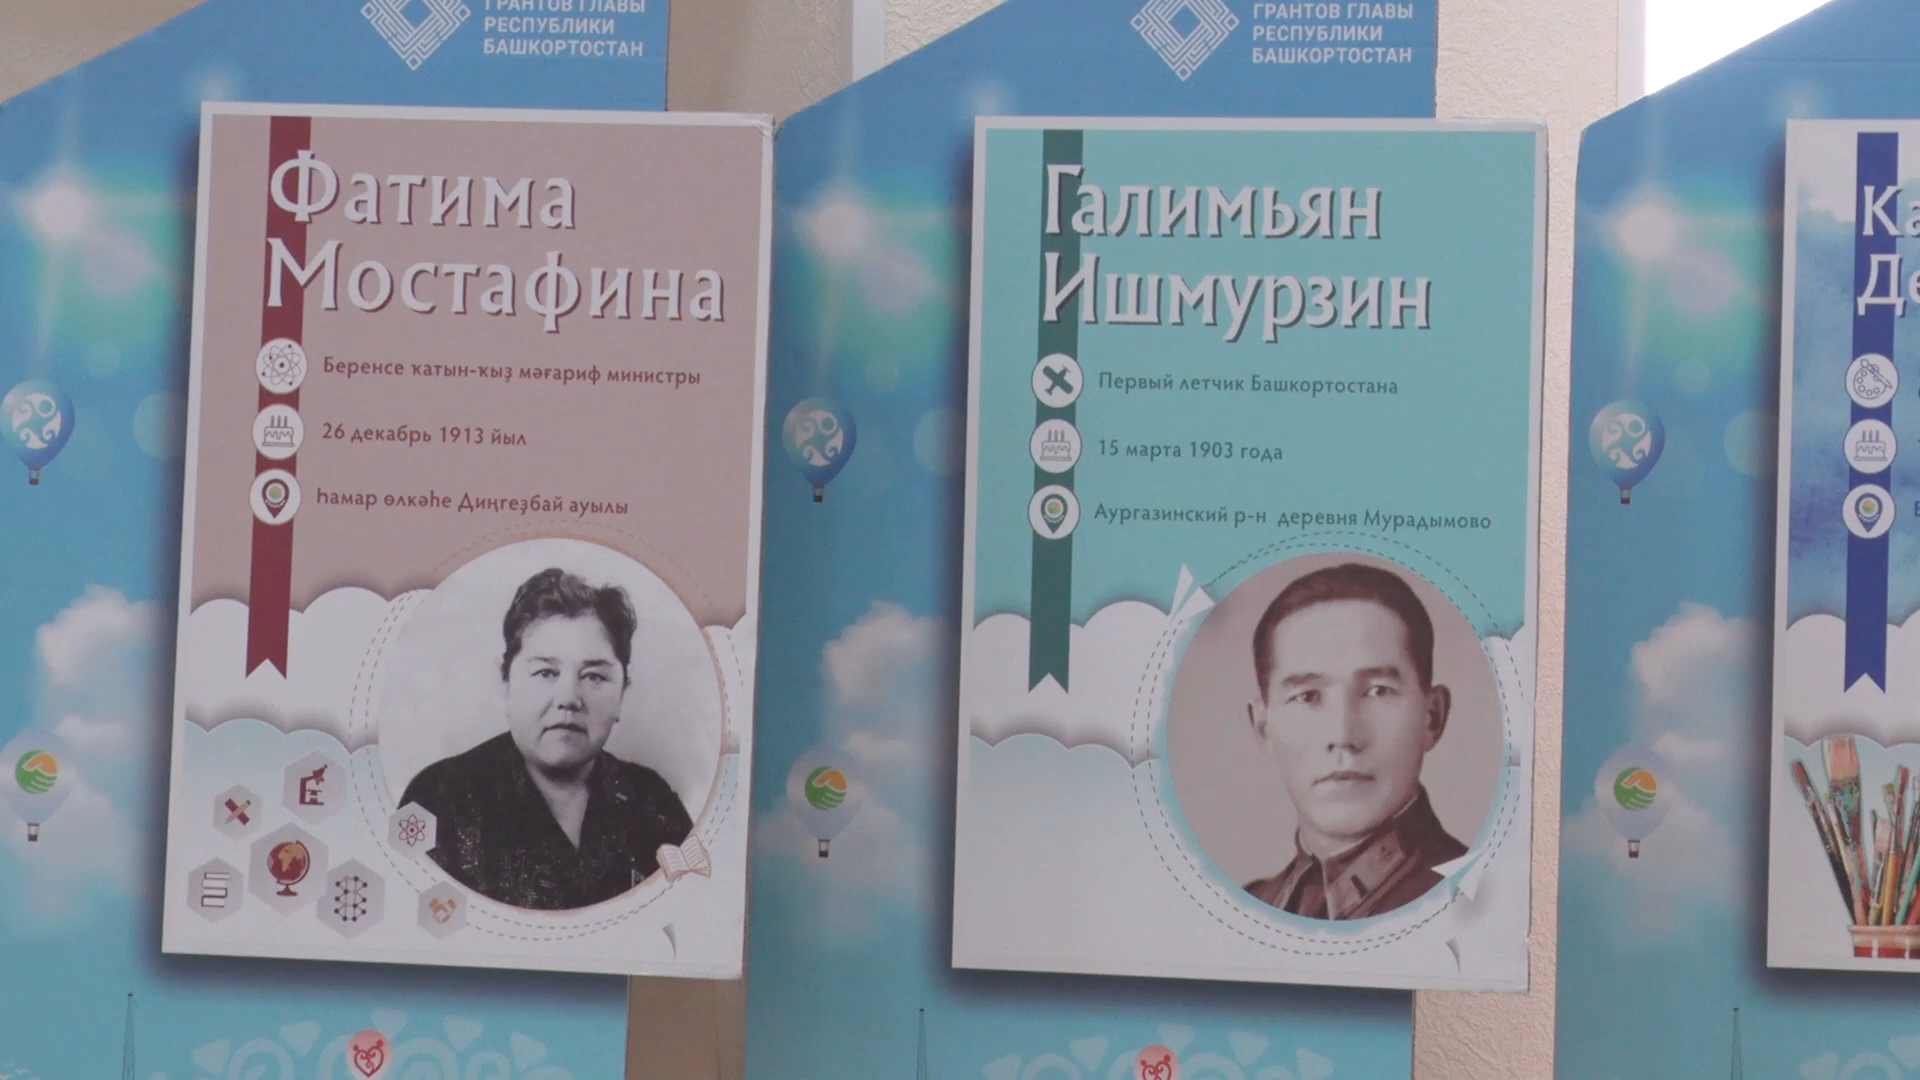 ГРАНТОВ ГЛАВЫ
РЕСПУБЛИКИ
БАШКОРТОСТАН
Фатима
Мостафина
Беренсе ҡатын-ҡыҙ мәғариф министры
26 декабрь 1913 йыл
Һамар өлкәһе Диңгеҙбай ауылы
ГРАНТОВ ГЛАВЫ
РЕСПУБЛИКИ
БАШКОРТОСТАН
Галимьян
Ишмурзин
Первый летчик Башкортостана
15 марта 1903 года
Аургазинский р-н деревня Мурадымово